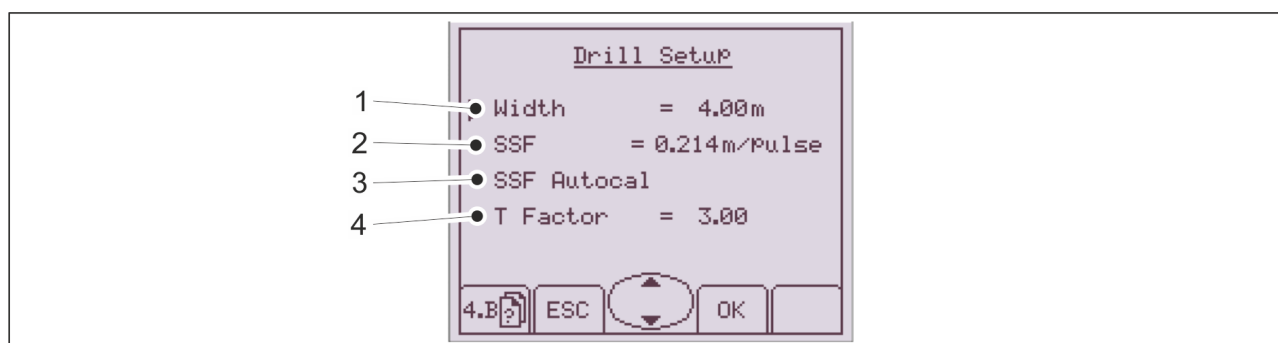 Drill Setup
1 Width = 4.00m
2 SSF = 0.214m/pulse
3 SSF Autocal
4 T Factor = 3.00
4.B ? ESC OK